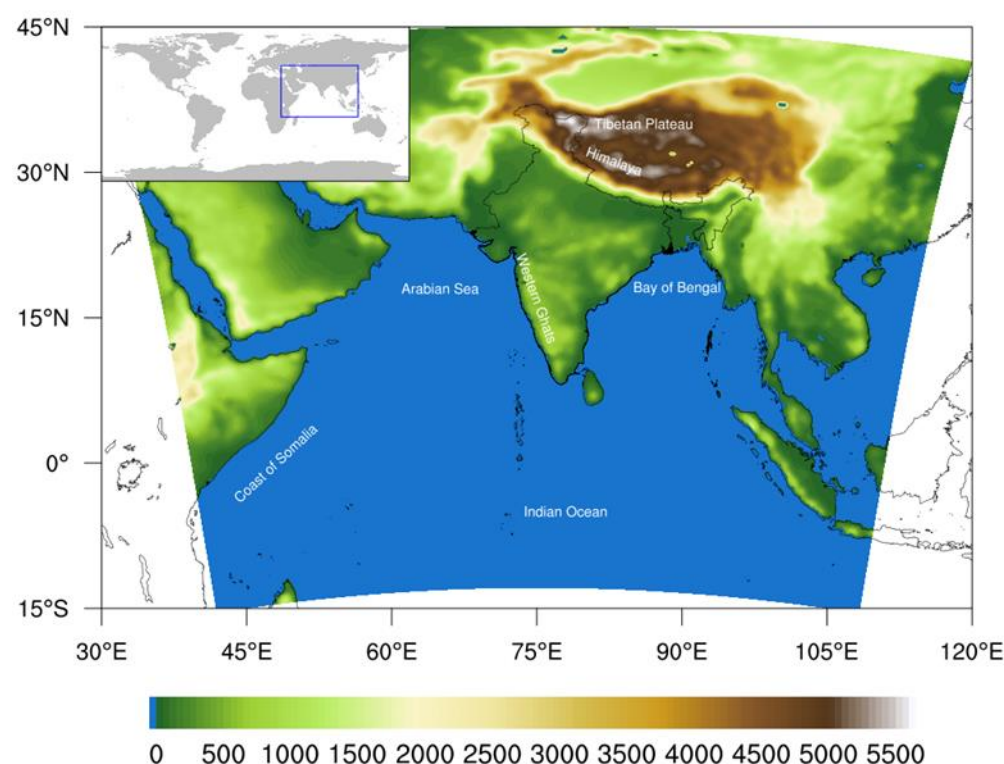 45°N
30°N
15°N
0°
15°S
Tibetan Plateau
Himalaya
Arabian Sea
Western Ghats
Bay of Bengal
Coast of Somalia
Indian Ocean
30°E 45°E 60°E 75°E 90°E 105°E 120°E
0 500 1000 1500 2000 2500 3000 3500 4000 4500 5000 5500